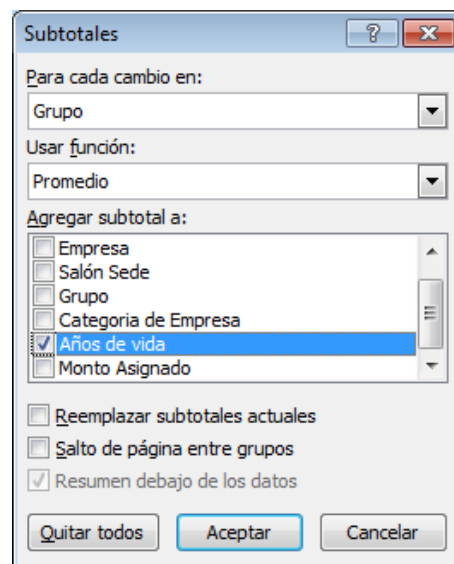 Subtotales
Para cada cambio en:
Grupo
Usar función:
Promedio
Agregar subtotal a:
Empresa
Salón Sede
Grupo
Categoria de Empresa
Años de vida
Monto Asignado
Reemplazar subtotales actuales
Salto de página entre grupos
Resumen debajo de los datos
Quitar todos Aceptar Cancelar